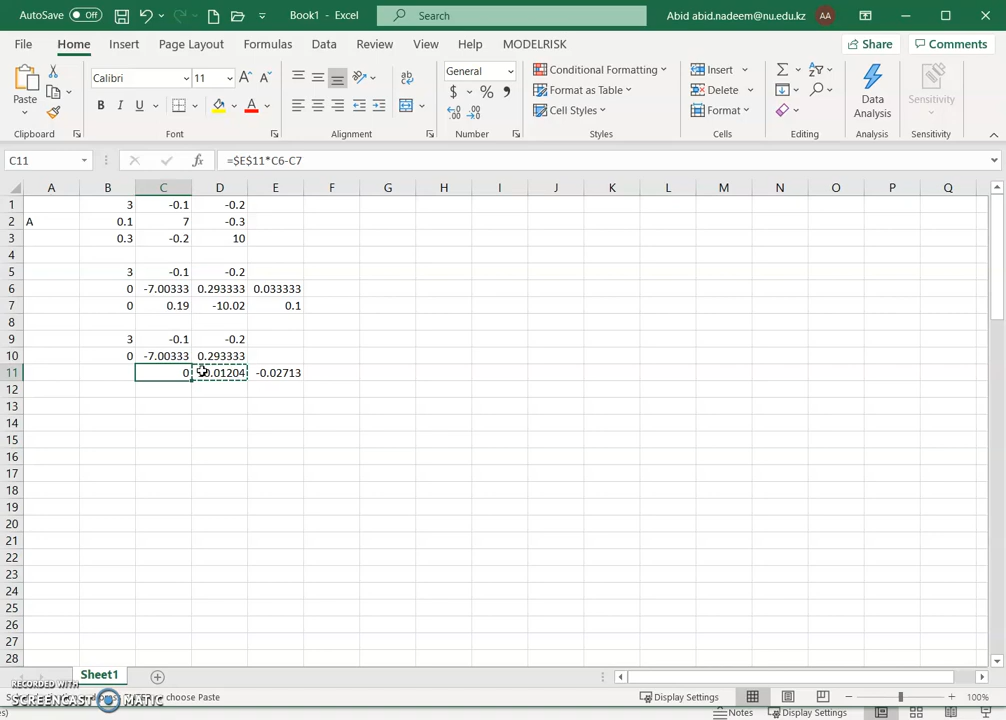 AutoSave Off Book1 - Excel Search Abid abid.nadeem@nu.edu.kz AA
File Home Insert Page Layout Formulas Data Review View Help MODELRISK Share Comments
Calibri 11 General Conditional Formatting Insert
Paste Format as Table Delete Data Analysis Sensitivity
B I U A $ % , Cell Styles Format
Clipboard Font Alignment Number Styles Cells Editing Analysis Sensitivity
C11 fx =$E$11*C6-C7
A B C D E F G H I J K L M N O P Q
1 3 -0.1 -0.2
2 A 0.1 7 -0.3
3 0.3 -0.2 10
4
5 3 -0.1 -0.2
6 0 -7.00333 0.293333 0.033333
7 0 0.19 -10.02 0.1
8
9 3 -0.1 -0.2
10 0 -7.00333 0.293333
11 0 .01204 -0.02713
12
13
14
15
16
17
18
19
20
21
22
23
24
25
26
27
28
Sheet1
RECORDED WITH
SCREENCAST MATIC choose Paste Display Settings 100%
Notes Display Settings